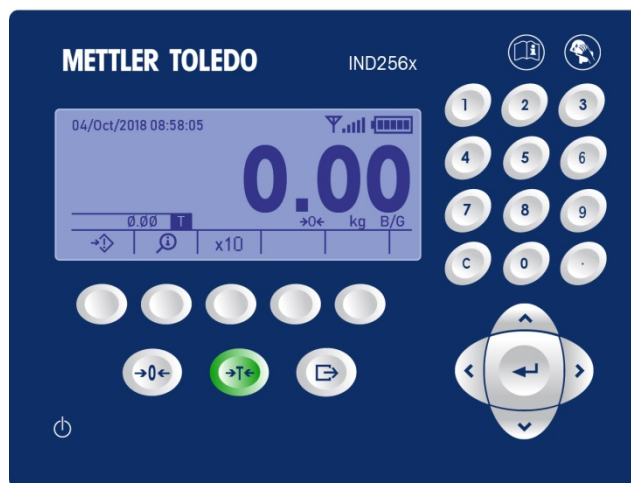 METTLER TOLEDO
IND256x
04/Oct/2018 08:58:05
0.00
0.00 T
→0← kg B/G
x10
1 2 3
4 5 6
7 8 9
C 0 .
→0← →T←